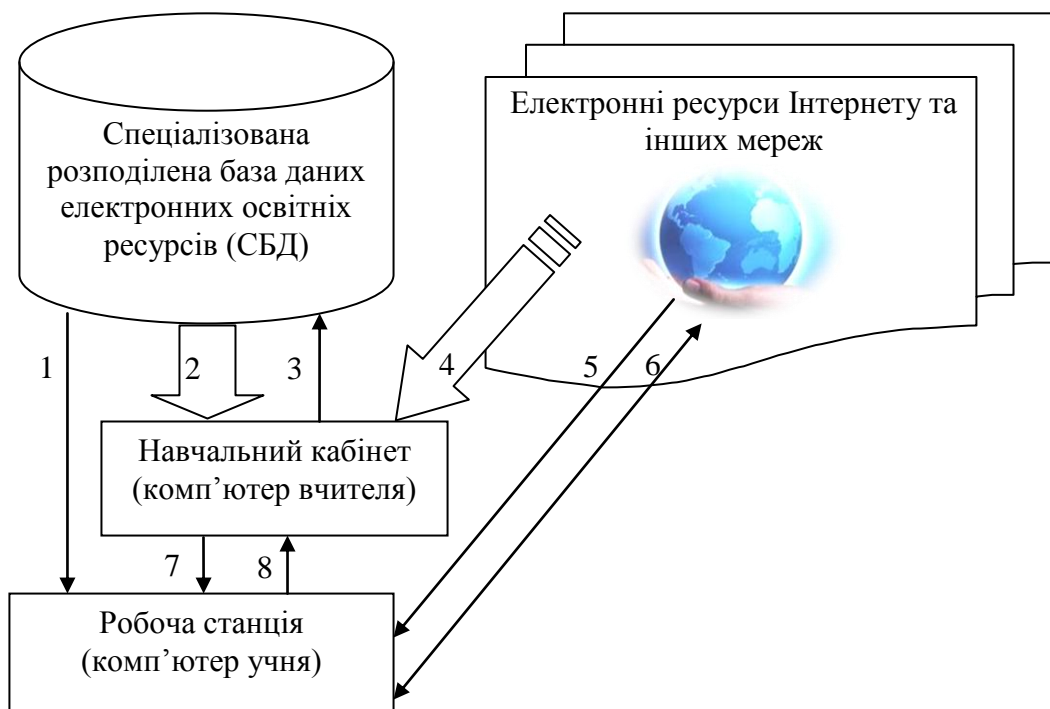 Спеціалізована
розподілена база даних
електронних освітніх
ресурсів (СБД)
Електронні ресурси Інтернету та
інших мереж
1
2
3
4
5
6
Навчальний кабінет
(комп’ютер вчителя)
7
8
Робоча станція
(комп’ютер учня)